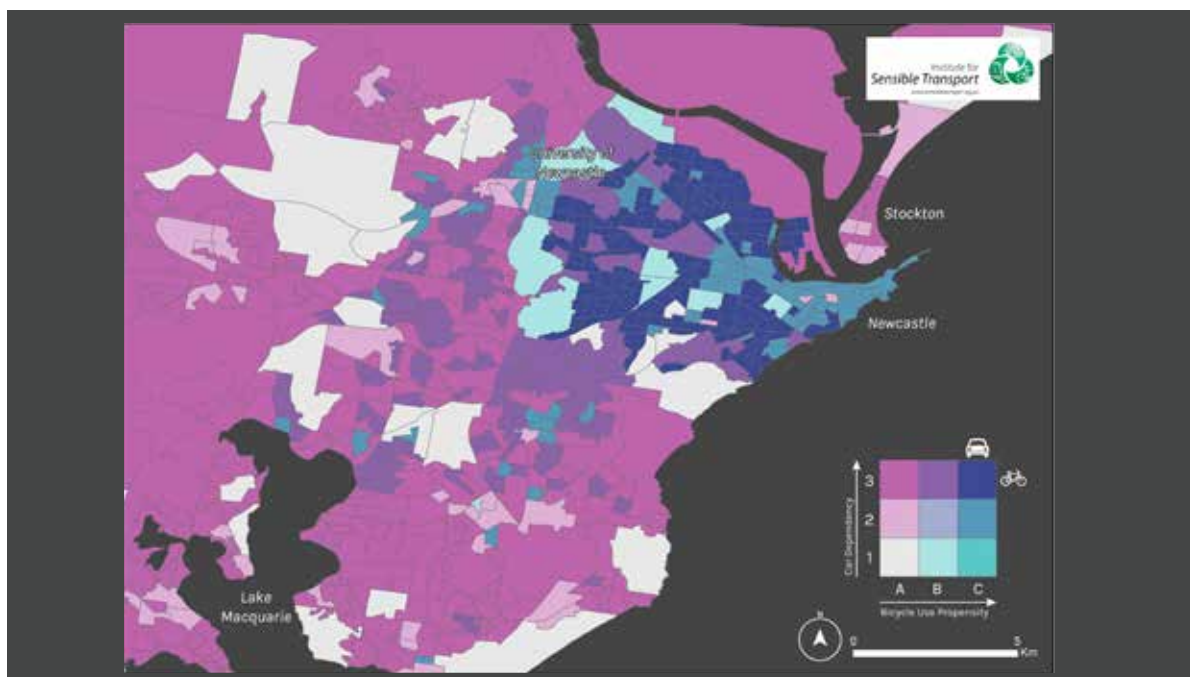 Institute for
Sensible Transport
University of
Newcastle
Stockton
Newcastle
Lake
Macquarie
Car Dependency
3
2
1
A B C
Bicycle Use Propensity
N
0 5
Km